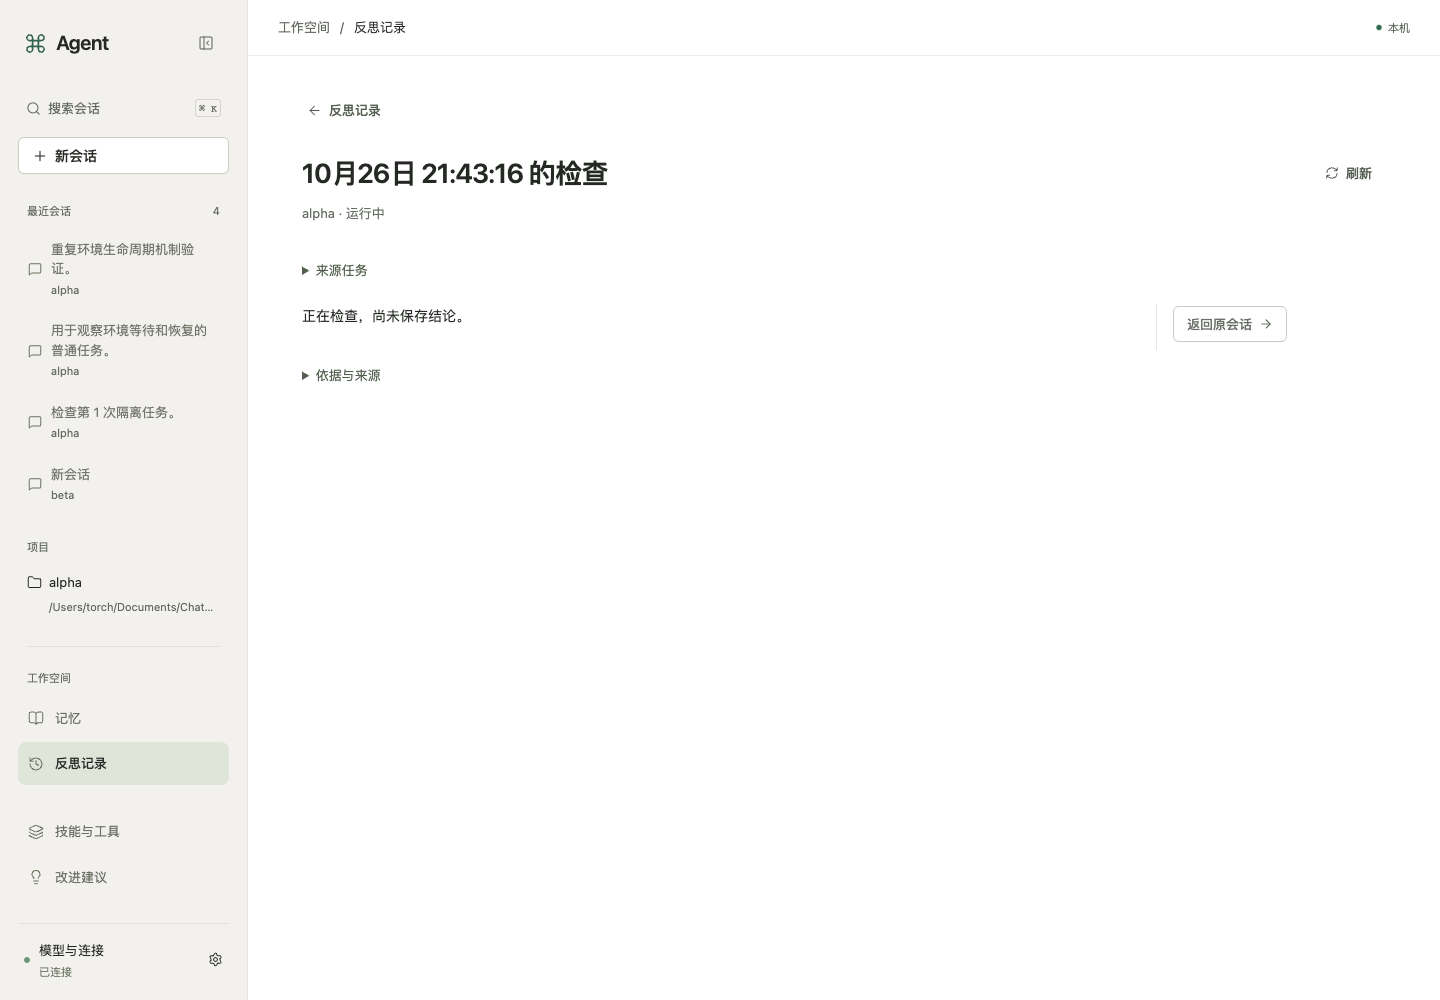 Agent
搜索会话
⌘ K
新会话
最近会话 4
重复环境生命周期机制验
证。
alpha
用于观察环境等待和恢复的
普通任务。
alpha
检查第 1 次隔离任务。
alpha
新会话
beta
项目
alpha
/Users/torch/Documents/Chat...
工作空间
记忆
反思记录
技能与工具
改进建议
模型与连接
已连接
工作空间 / 反思记录
本机
反思记录
10月26日 21:43:16 的检查
刷新
alpha · 运行中
来源任务
正在检查，尚未保存结论。
返回原会话
依据与来源